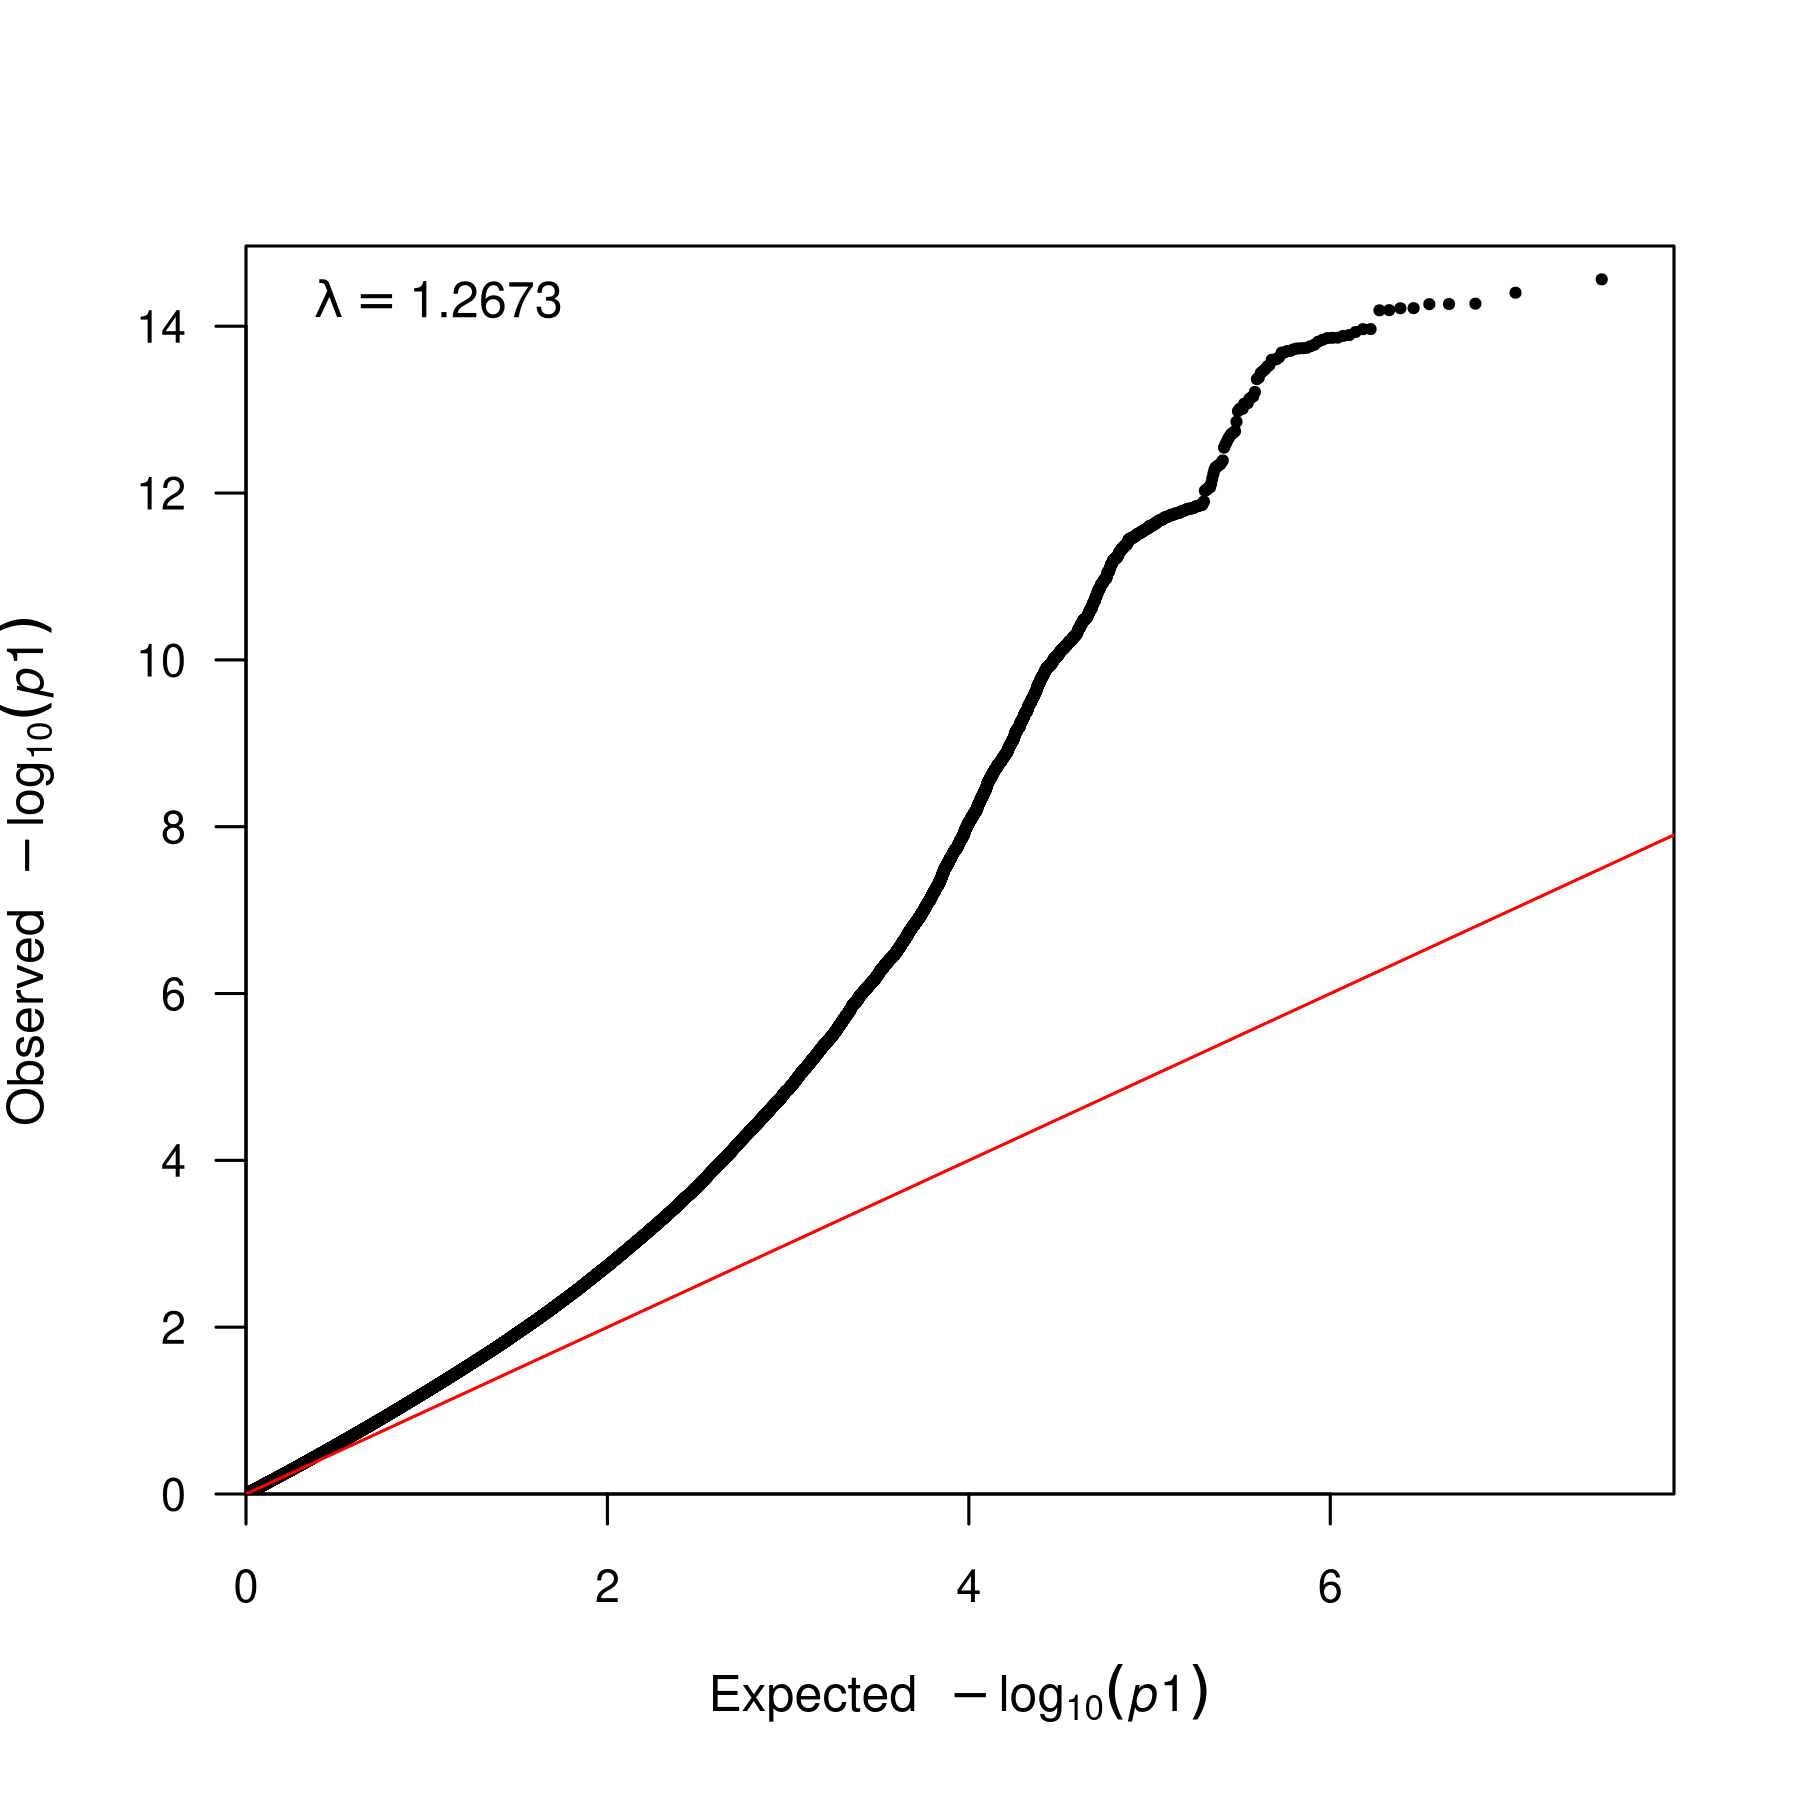 λ = 1.2673
14
12
10
8
6
4
2
0
Observed −log10(p1)
0 2 4 6
Expected −log10(p1)